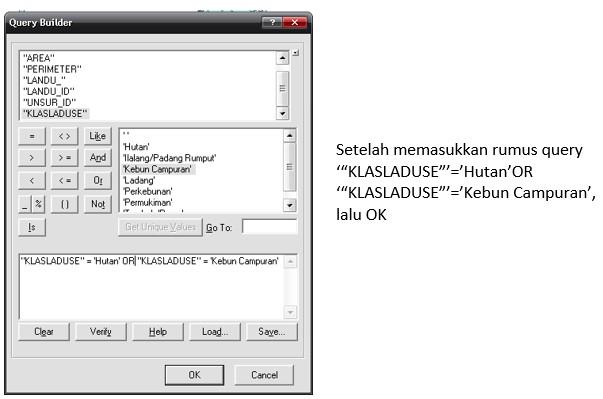 Query Builder
"AREA"
"PERIMETER"
"LANDU_"
"LANDU_ID"
"UNSUR_ID"
"KLASLADUSE"
= <> Like
> >= And
< <= Or
_ % () Not
Is
''
'Hutan'
'Ilalang/Padang Rumput'
'Kebun Campuran'
'Ladang'
'Perkebunan'
'Permukiman'
Get Unique Values Go To:
"KLASLADUSE" = 'Hutan' OR "KLASLADUSE" = 'Kebun Campuran'
Clear Verify Help Load... Save...
OK Cancel
Setelah memasukkan rumus query
‘“KLASLADUSE”’=’Hutan’OR
‘“KLASLADUSE”’=’Kebun Campuran’,
lalu OK